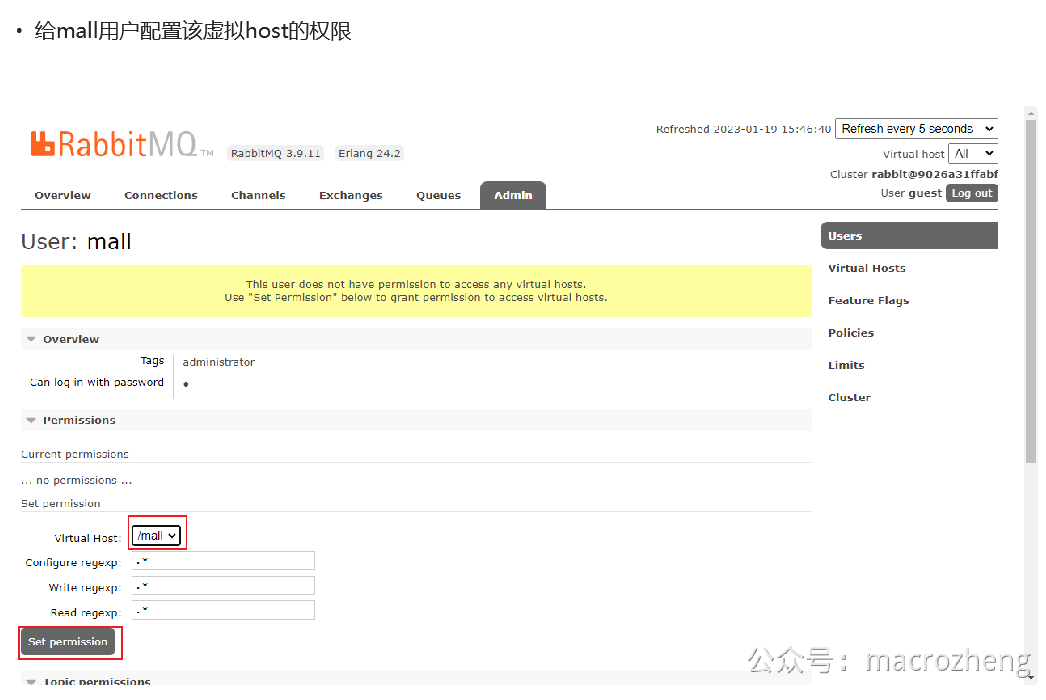 • 给mall用户配置该虚拟host的权限
Refreshed 2023-01-19 15:46:40 Refresh every 5 seconds
RabbitMQ TM RabbitMQ 3.9.11 Erlang 24.2
Virtual host All
Cluster rabbit@9026a31ffabf
User guest Log out
Overview Connections Channels Exchanges Queues Admin
User: mall
This user does not have permission to access any virtual hosts.
Use "Set Permission" below to grant permission to access virtual hosts.
Overview
Tags administrator
Can log in with password •
Permissions
Current permissions
... no permissions ...
Set permission
Virtual Host: /mall
Configure regexp: .*
Write regexp: .*
Read regexp: .*
Set permission
Topic permissions
Users
Virtual Hosts
Feature Flags
Policies
Limits
Cluster
公众号：macrozheng